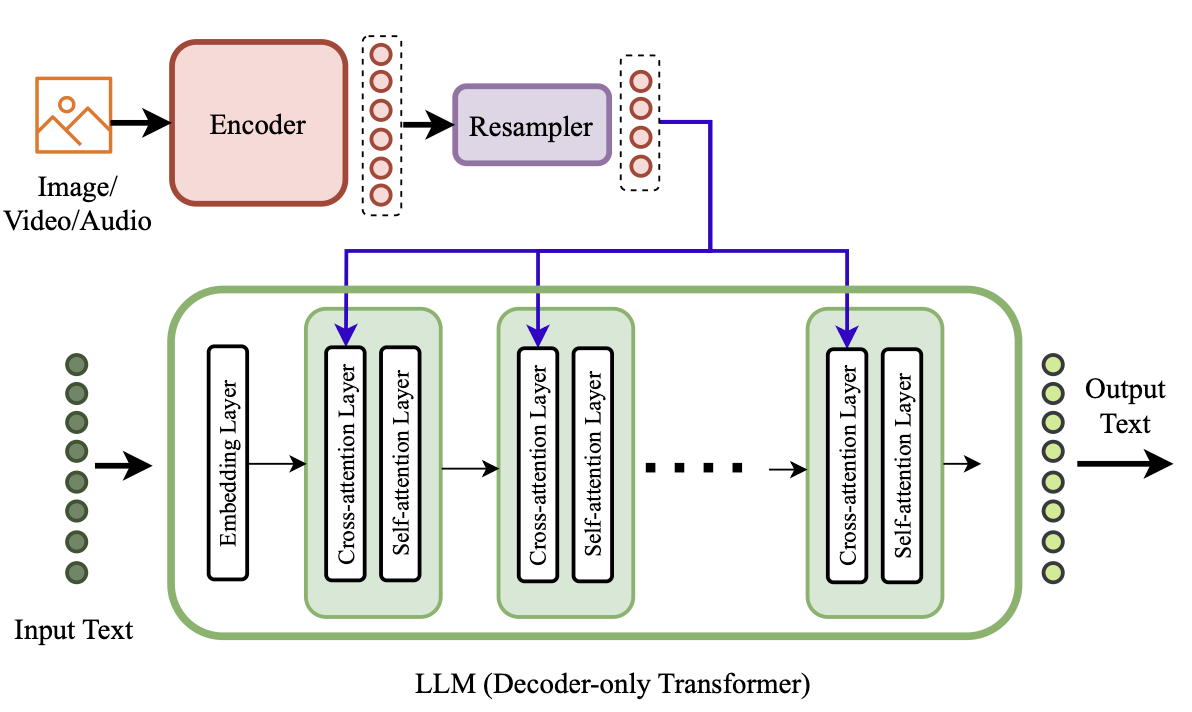 Encoder
Resampler
Image/
Video/Audio
Embedding Layer
Cross-attention Layer
Self-attention Layer
Cross-attention Layer
Self-attention Layer
Cross-attention Layer
Self-attention Layer
Output
Text
Input Text
LLM (Decoder-only Transformer)